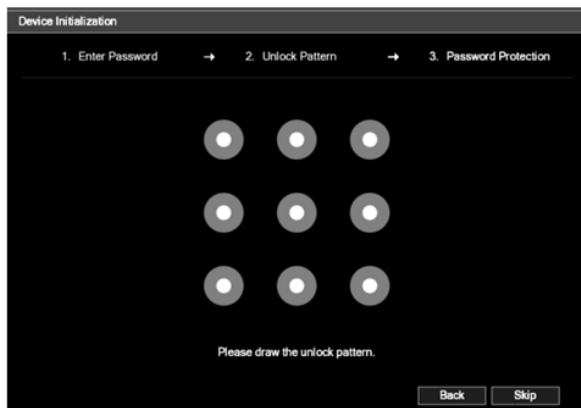 Device Initialization
1. Enter Password → 2. Unlock Pattern → 3. Password Protection
Please draw the unlock pattern.
Back Skip